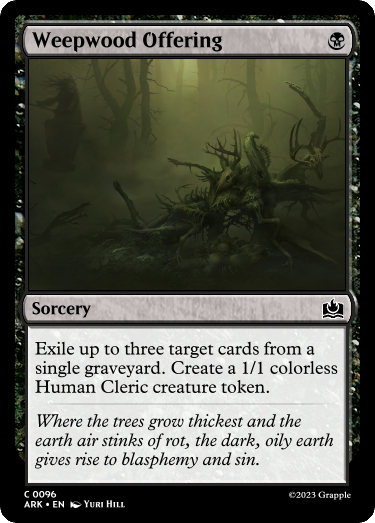 Weepwood Offering
Sorcery
Exile up to three target cards from a
single graveyard. Create a 1/1 colorless
Human Cleric creature token.
Where the trees grow thickest and the
earth air stinks of rot, the dark, oily earth
gives rise to blasphemy and sin.
C 0096
ARK • EN Yuri Hill
©2023 Grapple